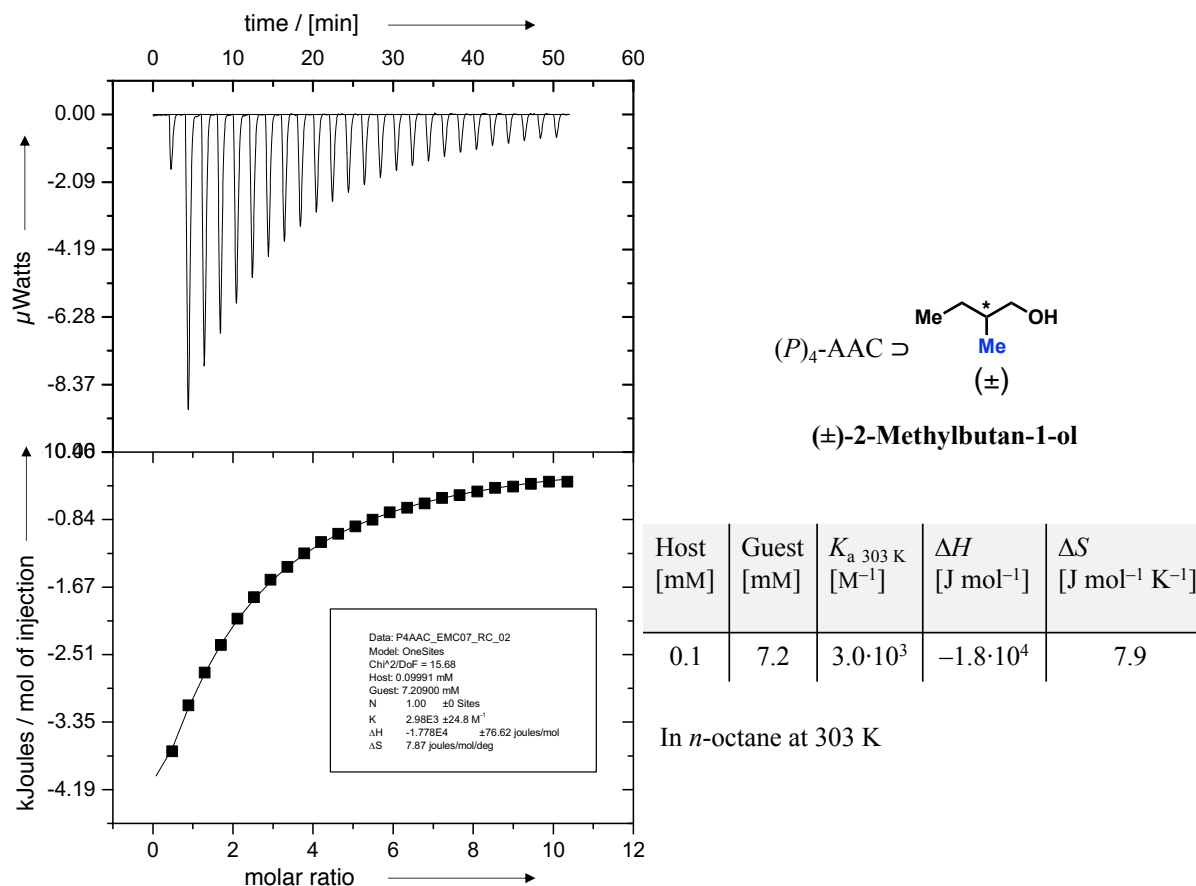 time / [min]
0 10 20 30 40 50 60
0.00
-2.09
-4.19
-6.28
-8.37
µWatts
-0.84
-1.67
-2.51
-3.35
-4.19
kJoules / mol of injection
Data: P4AAC_EMC07_RC_02
Model: OneSites
Chi^2/DoF = 15.68
Host: 0.09991 mM
Guest: 7.20900 mM
N 1.00 ±0 Sites
K 2.98E3 ±24.8 M⁻¹
ΔH -1.778E4 ±76.62 joules/mol
ΔS 7.87 joules/mol/deg
0 2 4 6 8 10 12
molar ratio
(P)₄-AAC ⊃
Me * OH
Me
(±)
(±)-2-Methylbutan-1-ol
Host Guest Kₐ ₃₀₃ K ΔH ΔS
[mM] [mM] [M⁻¹] [J mol⁻¹] [J mol⁻¹ K⁻¹]
0.1 7.2 3.0·10³ −1.8·10⁴ 7.9
In n-octane at 303 K